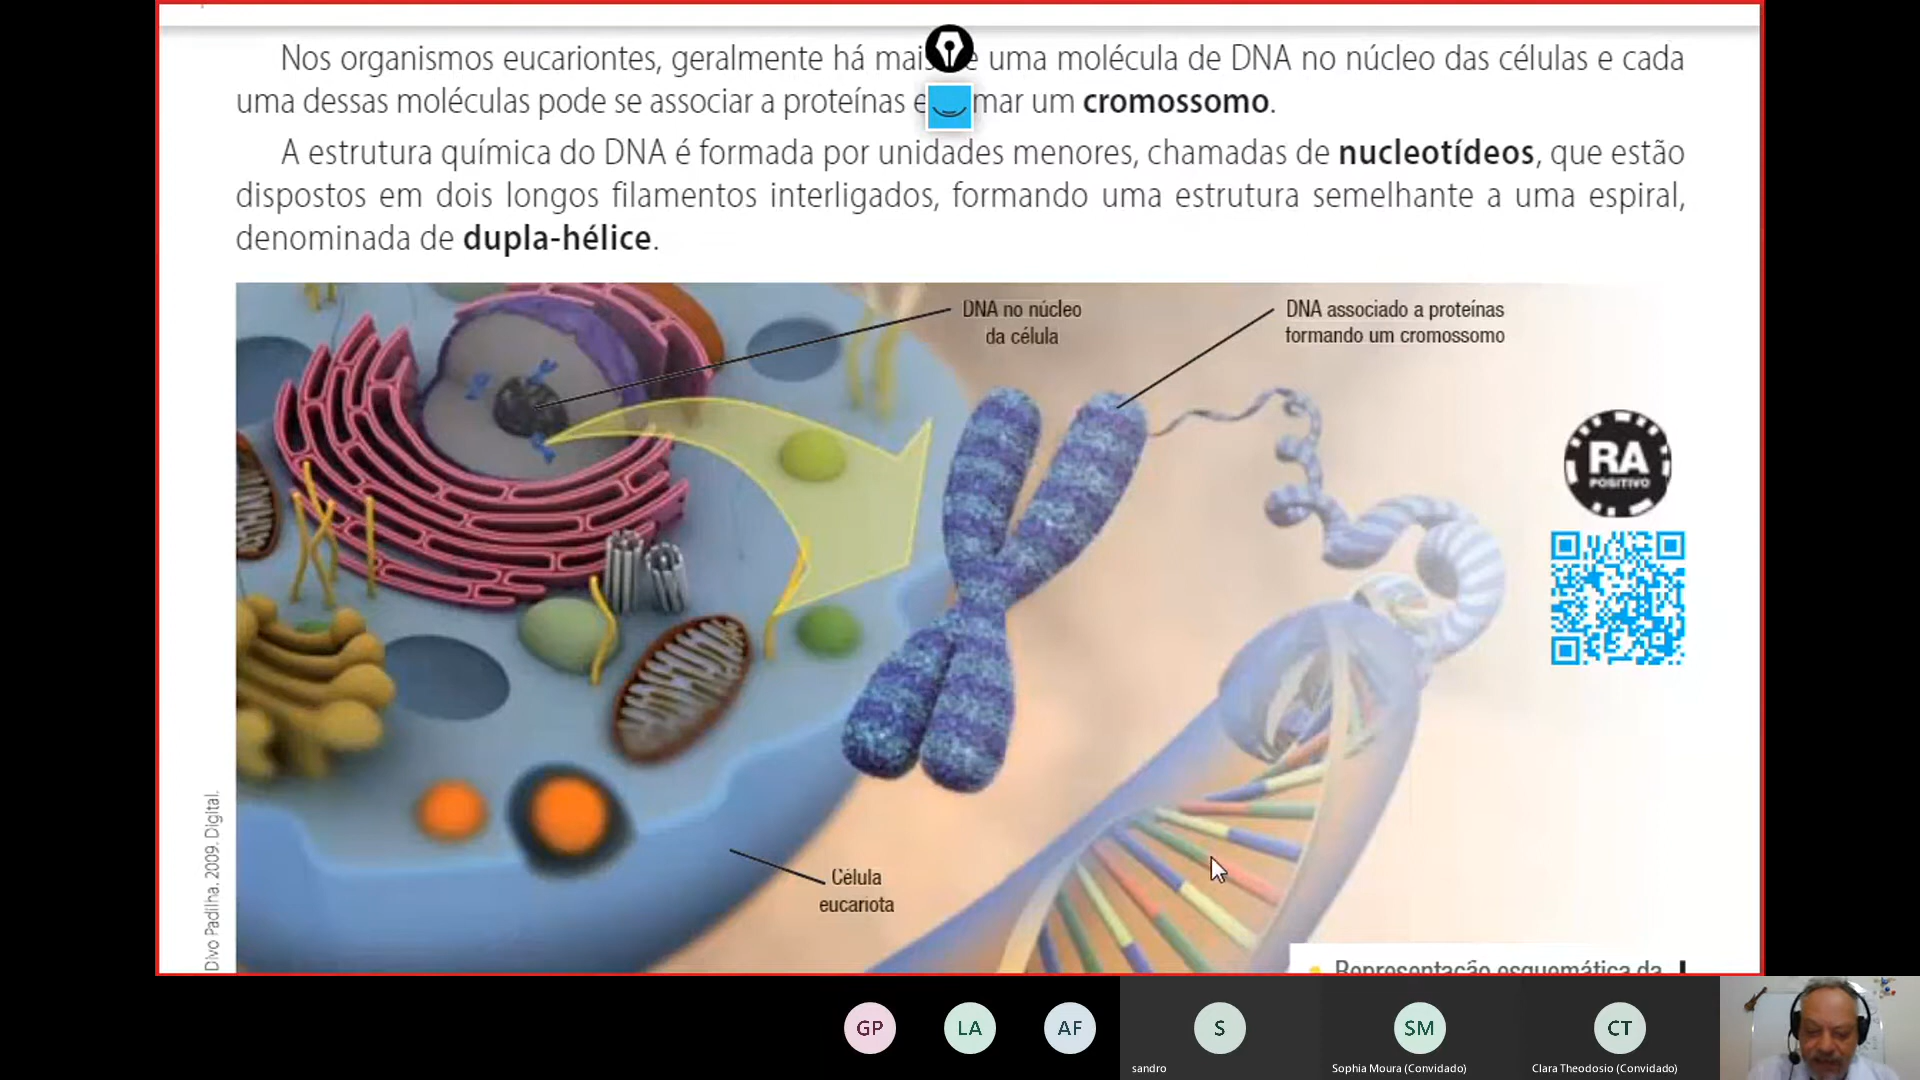 Nos organismos eucariontes, geralmente há mais uma molécula de DNA no núcleo das células e cada
uma dessas moléculas pode se associar a proteínas um cromossomo.
A estrutura química do DNA é formada por unidades menores, chamadas de nucleotídeos, que estão
dispostos em dois longos filamentos interligados, formando uma estrutura semelhante a uma espiral,
denominada de dupla-hélice.
DNA no núcleo
da célula
DNA associado a proteínas
formando um cromossomo
RA
POSITIVO
Célula
eucariota
Divo Padilha. 2009. Digital.
Representação esquemática da
GP
LA
AF
S
SM
CT
sandro
Sophia Moura (Convidado)
Clara Theodosio (Convidado)